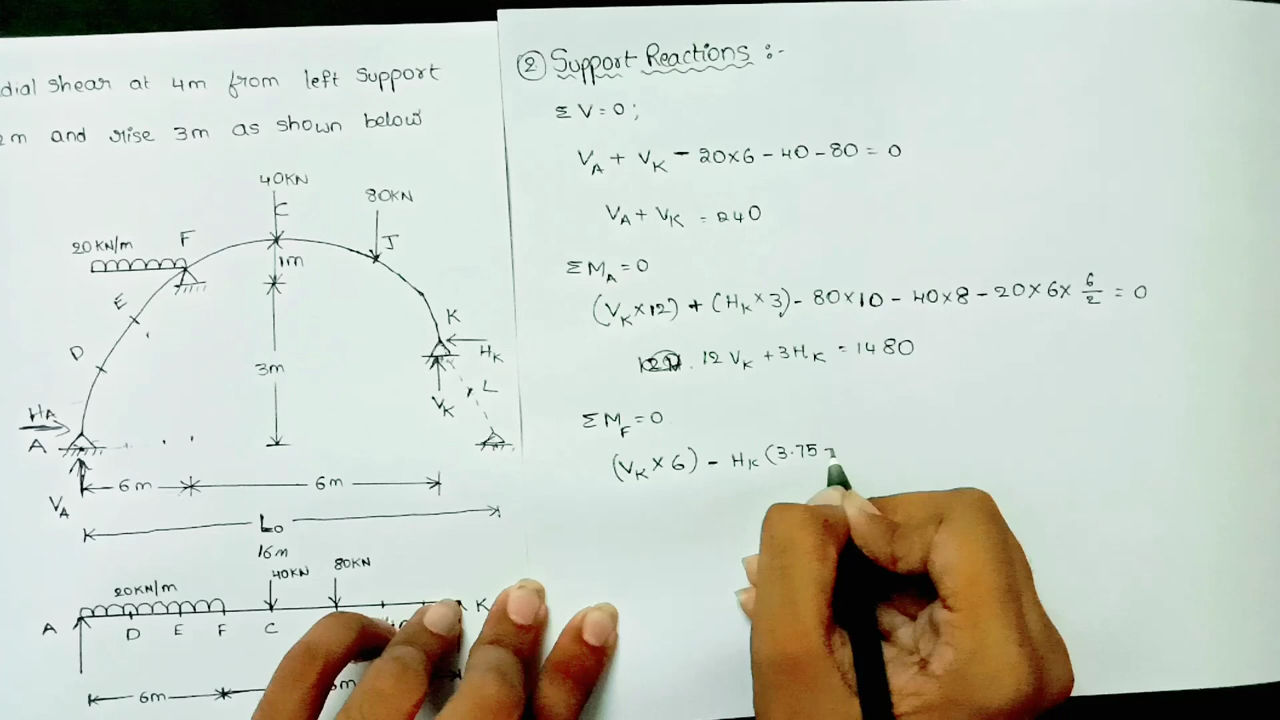 dial shear at 4m from left support
2m and rise 3m as shown below
40KN
C
80KN
20KN/m
F
J
1m
E
K
D
3m
HK
L
HA
A
VK
6m
6m
VA
L0
16m
40KN
80KN
20KN/m
A
D E F C
K
6m
② Support Reactions :-
ΣV=0;
VA + VK - 20×6 - 40 - 80 = 0
VA + VK = 240
ΣMA = 0
(VK×12) + (HK×3) - 80×10 - 40×8 - 20×6× 6/2 = 0
12VK + 3HK = 1480
ΣMF = 0
(VK×6) - HK(3.75